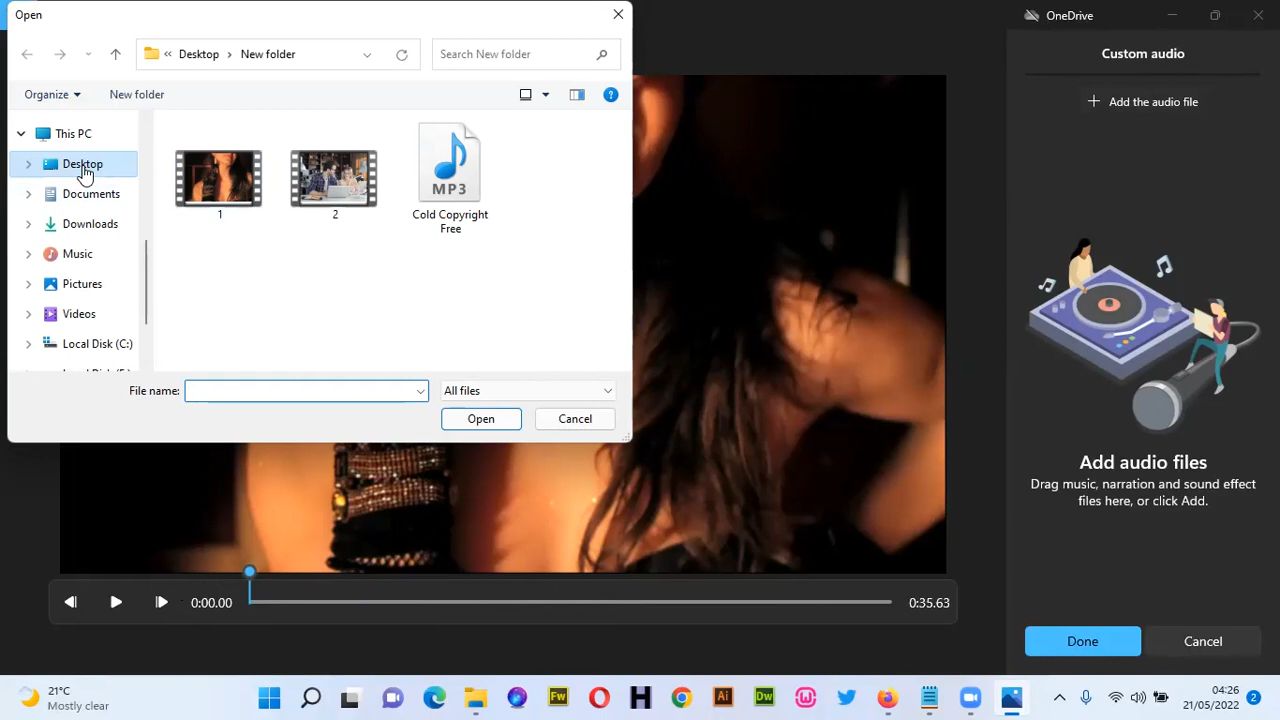 Open
OneDrive
Desktop > New folder
Search New folder
Custom audio
Organize
New folder
Add the audio file
This PC
Desktop
Documents
Downloads
Music
Pictures
Videos
Local Disk (C:)
1
2
MP3
Cold Copyright
Free
File name:
All files
Open
Cancel
Add audio files
Drag music, narration and sound effect
files here, or click Add.
0:00.00
0:35.63
Done
Cancel
21°C
Mostly clear
Fw
H
Ai
Dw
04:26
21/05/2022
2